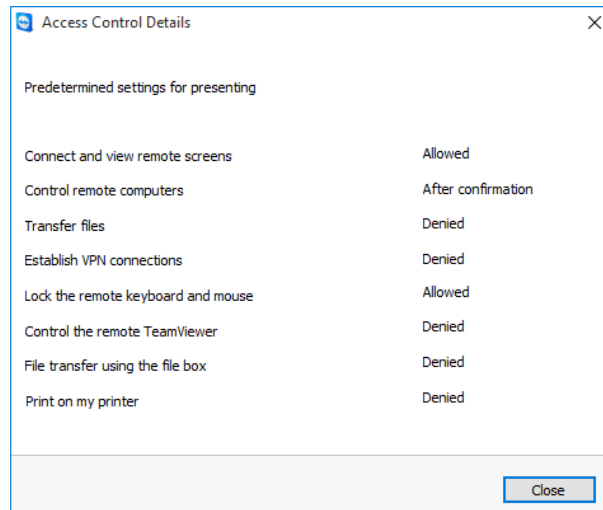 Access Control Details
Predetermined settings for presenting
Connect and view remote screens Allowed
Control remote computers After confirmation
Transfer files Denied
Establish VPN connections Denied
Lock the remote keyboard and mouse Allowed
Control the remote TeamViewer Denied
File transfer using the file box Denied
Print on my printer Denied
Close